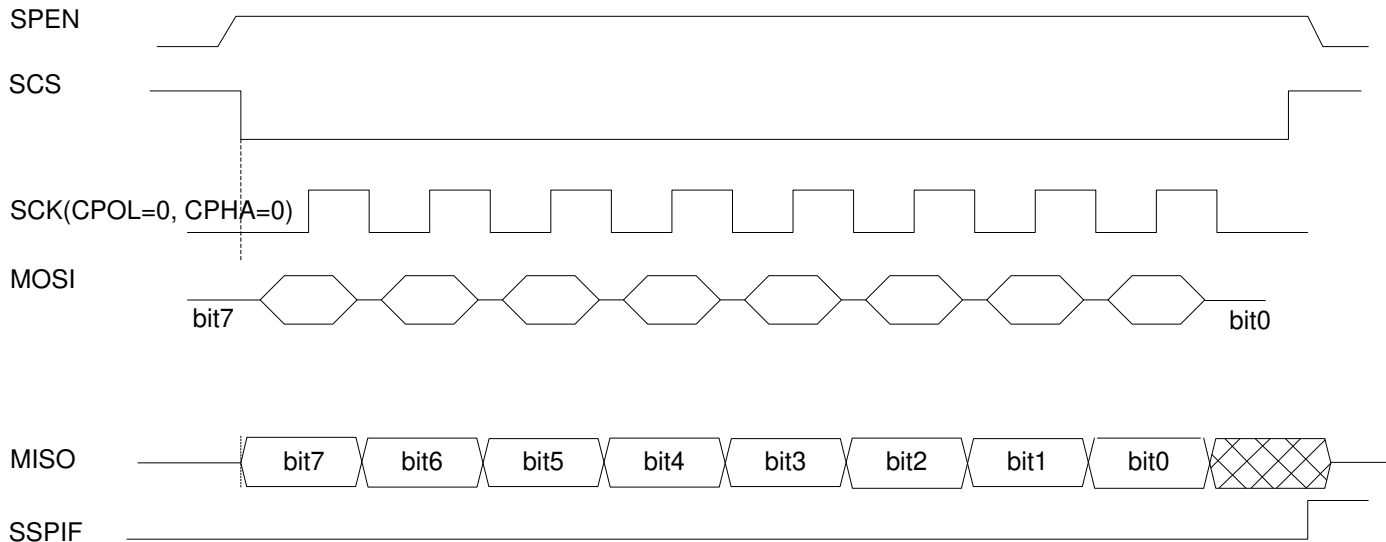 SPEN
SCS
SCK(CPOL=0, CPHA=0)
MOSI
bit7
bit0
MISO
bit7
bit6
bit5
bit4
bit3
bit2
bit1
bit0
SSPIF